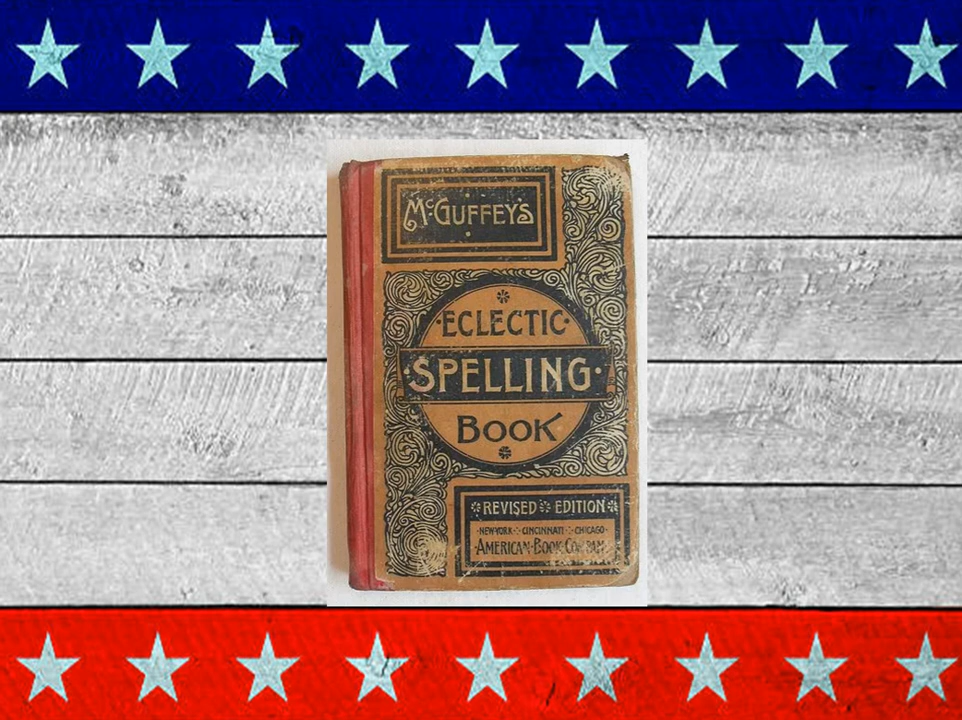 McGUFFEY'S
·ECLECTIC·
·SPELLING·
BOOK
REVISED EDITION
·NEW YORK·:·CINCINNATI·:·CHICAGO·
AMERICAN·BOOK·COMPANY